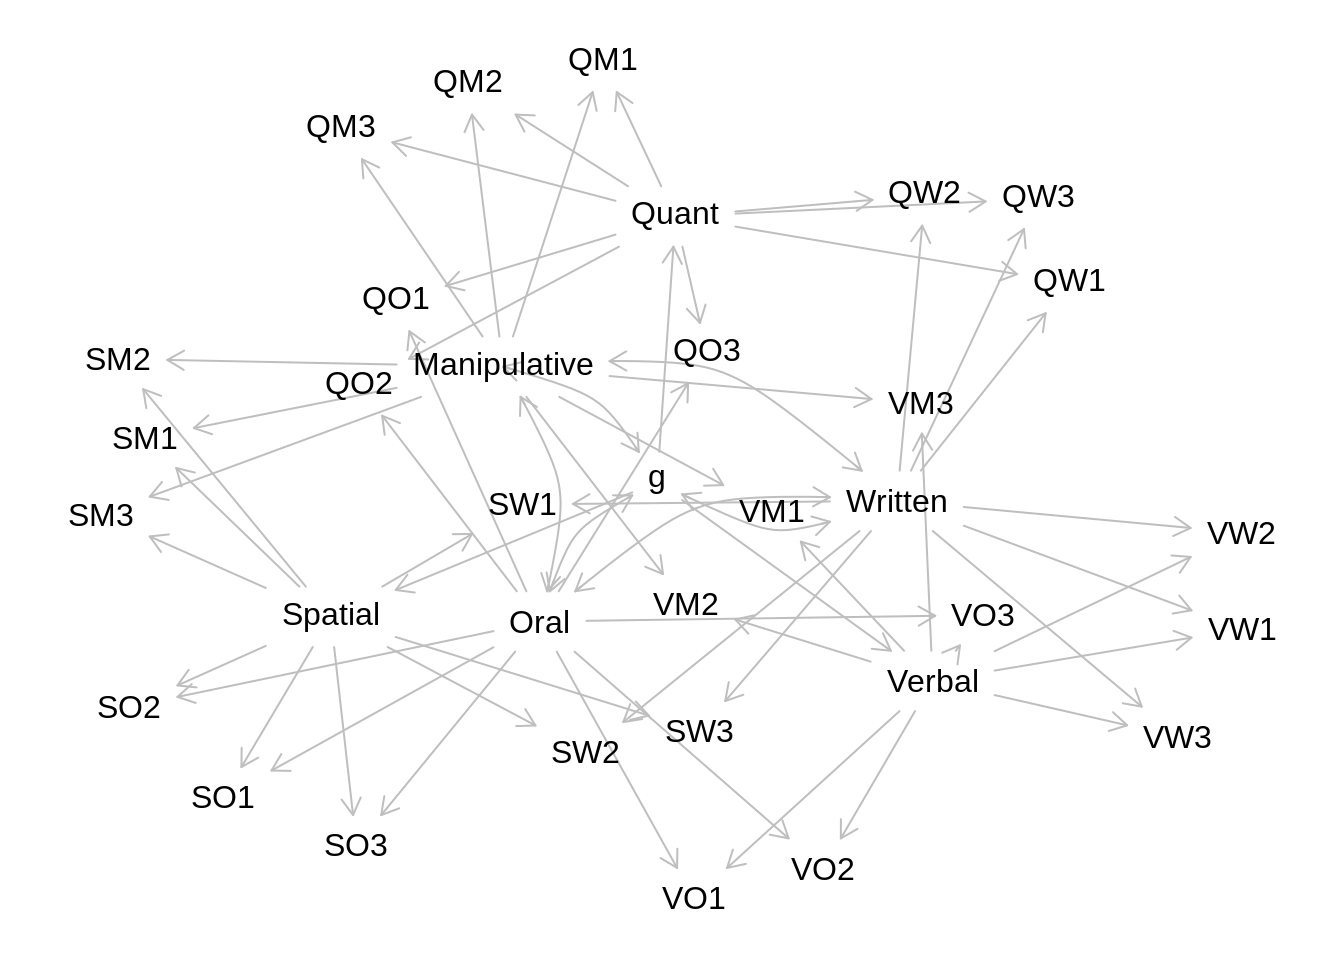 QM1
QM2
QM3
QW2
QW3
Quant
QW1
QO1
QO3
SM2
Manipulative
QO2
VM3
SM1
g
SW1
Written
VM1
SM3
VW2
VM2
Spatial
VO3
Oral
VW1
Verbal
SO2
SW3
VW3
SW2
SO1
SO3
VO2
VO1